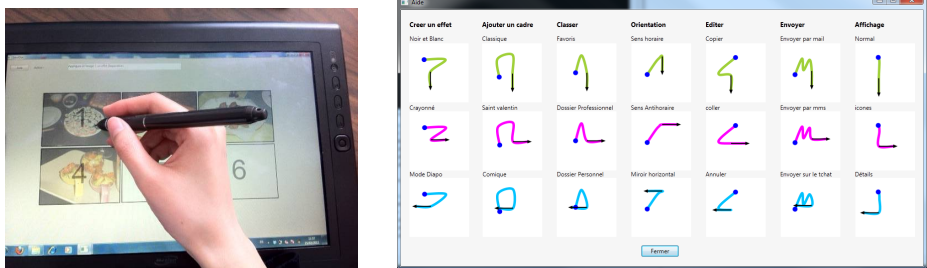 4
6
Aide
Creer un effet Ajouter un cadre Classer Orientation Editer Envoyer Affichage
Noir et Blanc Classique Favoris Sens horaire Copier Envoyer par mail Normal
Crayonné Saint valentin Dossier Professionnel Sens Antihoraire coller Envoyer par mms icones
Mode Diapo Comique Dossier Personnel Miroir horizontal Annuler Envoyer sur le tchat Détails
Fermer